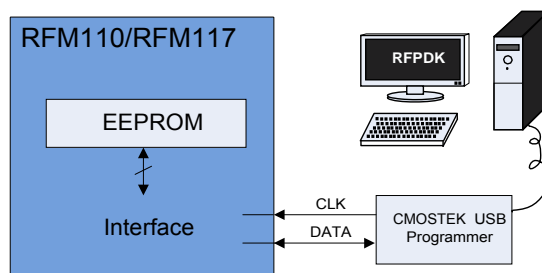 RFM110/RFM117
EEPROM
Interface
CLK
DATA
RFPDK
CMOSTEK USB
Programmer